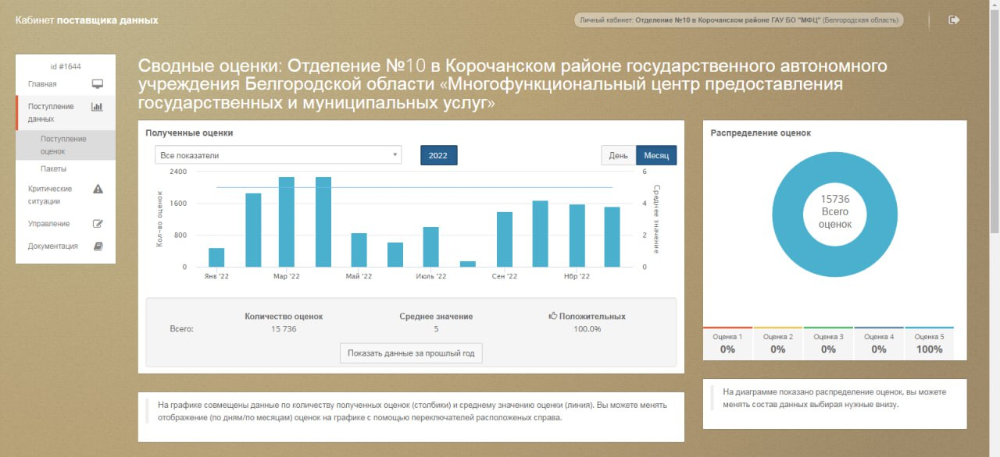 Кабинет поставщика данных
Личный кабинет: Отделение №10 в Корочанском районе ГАУ БО "МФЦ" (Белгородская область)
id #1644
Главная
Поступление
данных
Поступление
оценок
Пакеты
Критические
ситуации
Управление
Документация
Сводные оценки: Отделение №10 в Корочанском районе государственного автономного
учреждения Белгородской области «Многофункциональный центр предоставления
государственных и муниципальных услуг»
Полученные оценки
Все показатели
2022
День
Месяц
2400
1600
800
0
Кол-во оценок
6
4
2
0
Среднее значение
Янв '22
Мар '22
Май '22
Июль '22
Сен '22
Нбр '22
Количество оценок
Среднее значение
Положительных
Всего:
15 736
5
100.0%
Показать данные за прошлый год
На графике совмещены данные по количеству полученных оценок (столбики) и среднему значению оценки (линия). Вы можете менять
отображение (по дням/по месяцам) оценок на графике с помощью переключателей расположеных справа.
Распределение оценок
15736
Всего
оценок
Оценка 1
0%
Оценка 2
0%
Оценка 3
0%
Оценка 4
0%
Оценка 5
100%
На диаграмме показано распределение оценок, вы можете
менять состав данных выбирая нужные внизу.